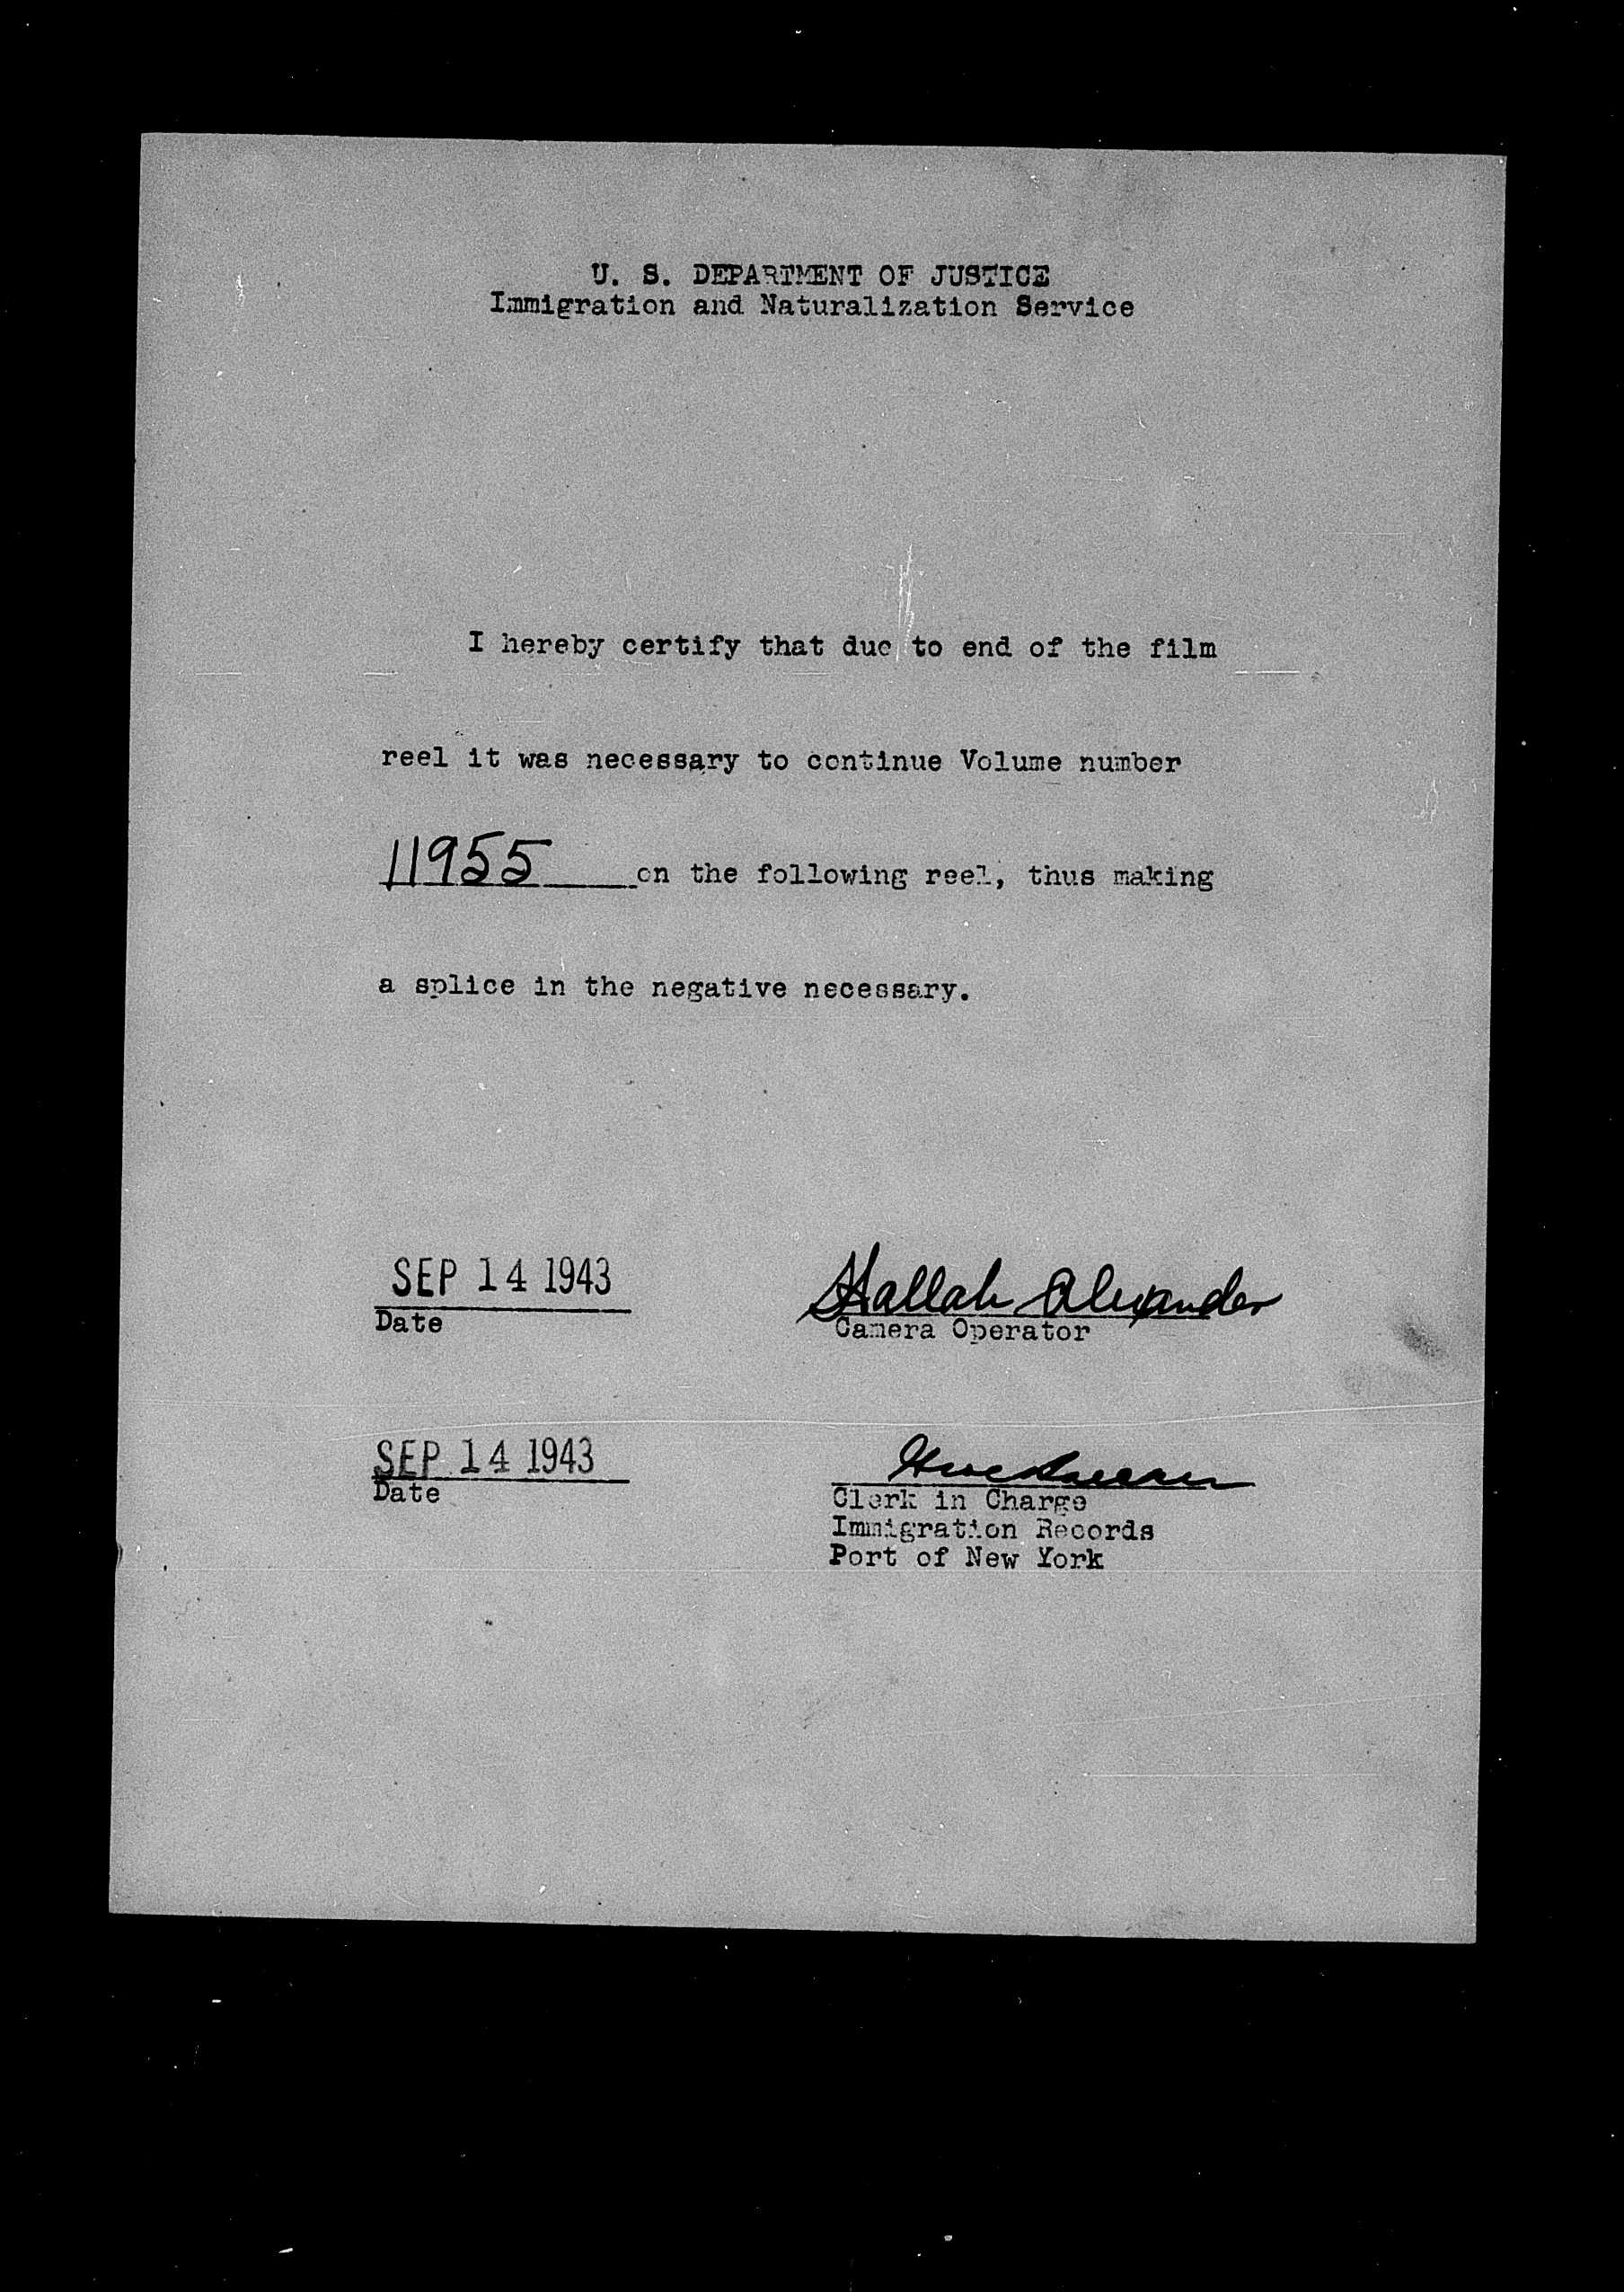 U. S. DEPARTMENT OF JUSTICE
Immigration and Naturalization Service
I hereby certify that due to end of the film
reel it was necessary to continue Volume number
11955 on the following reel, thus making
a splice in the negative necessary.
SEP 14 1943
Date
Hallah Alexander
Camera Operator
SEP 14 1943
Date
Clerk in Charge
Immigration Records
Port of New York